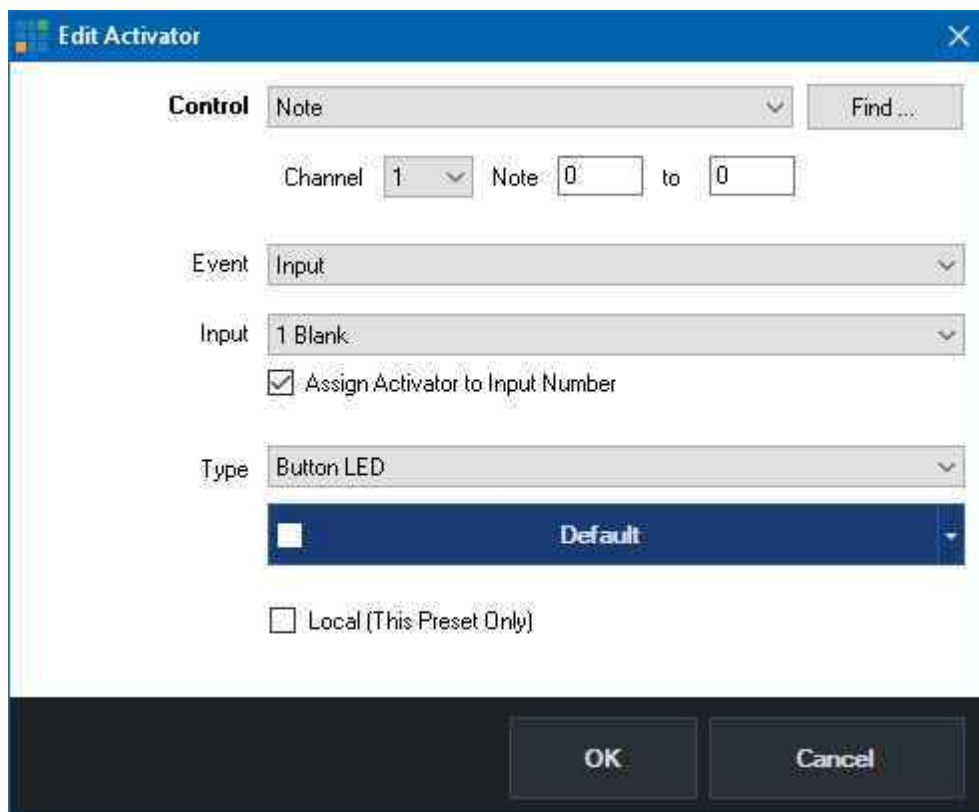 Edit Activator
Control Note Find ...
Channel 1 Note 0 to 0
Event Input
Input 1 Blank
Assign Activator to Input Number
Type Button LED
Default
Local (This Preset Only)
OK Cancel